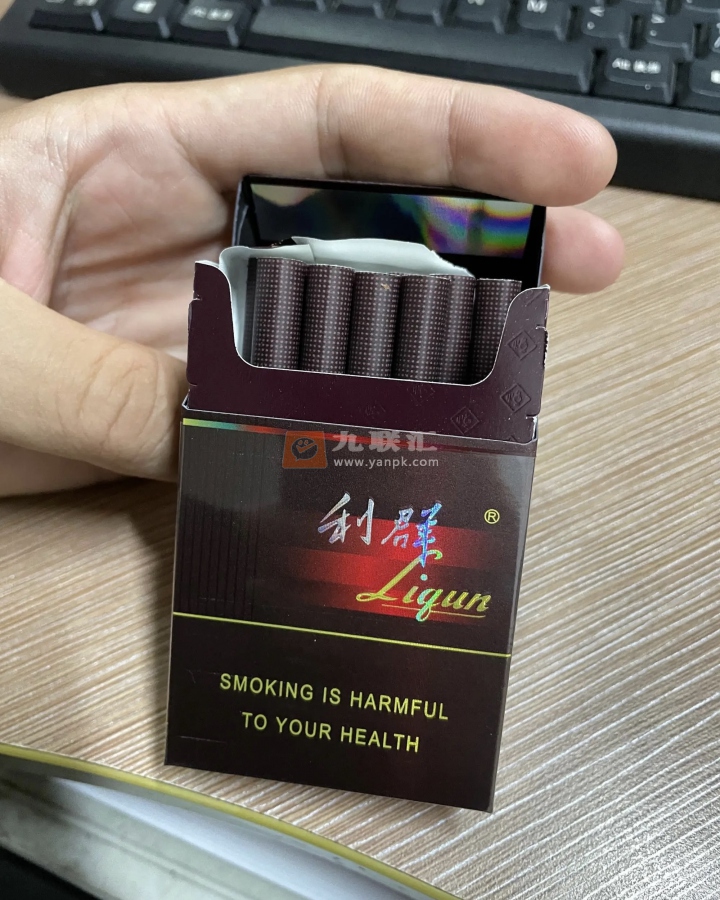 九联汇
www.yanpk.com
利群
®
Liqun
SMOKING IS HARMFUL
TO YOUR HEALTH